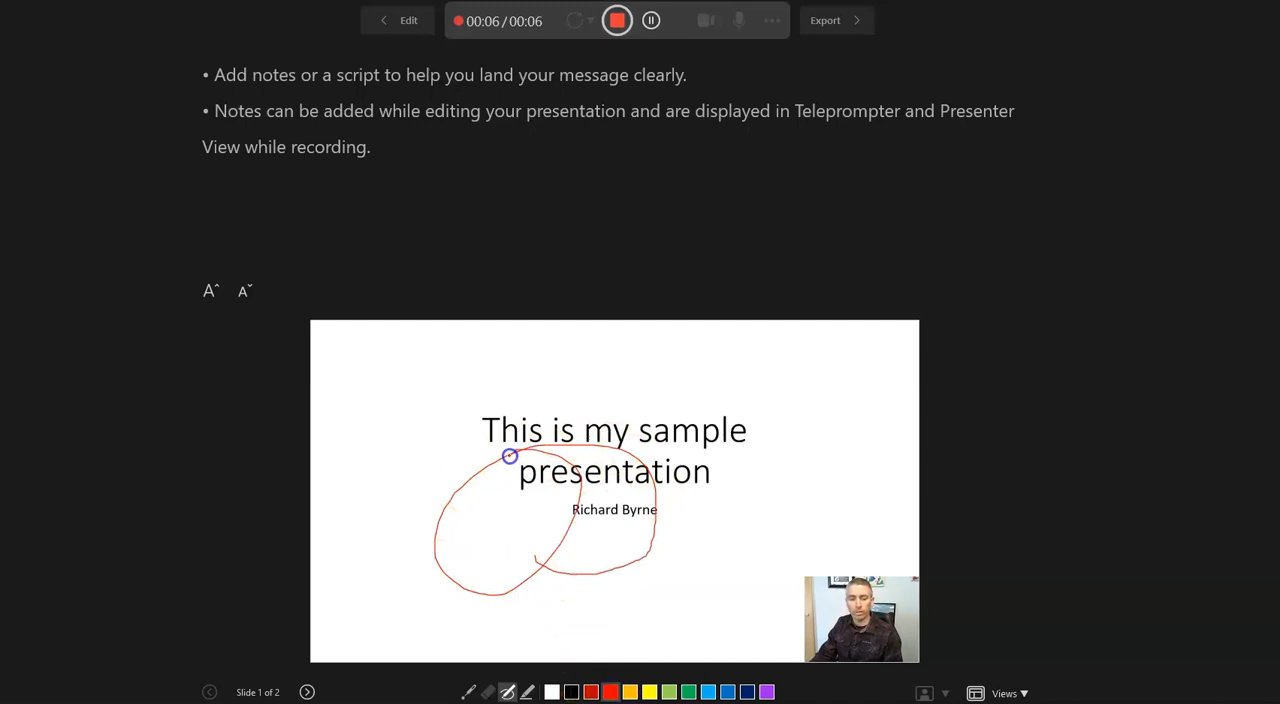 Edit
00:06 / 00:06
Export
• Add notes or a script to help you land your message clearly.
• Notes can be added while editing your presentation and are displayed in Teleprompter and Presenter
View while recording.
A^ Aˇ
This is my sample
presentation
Richard Byrne
Slide 1 of 2
Views